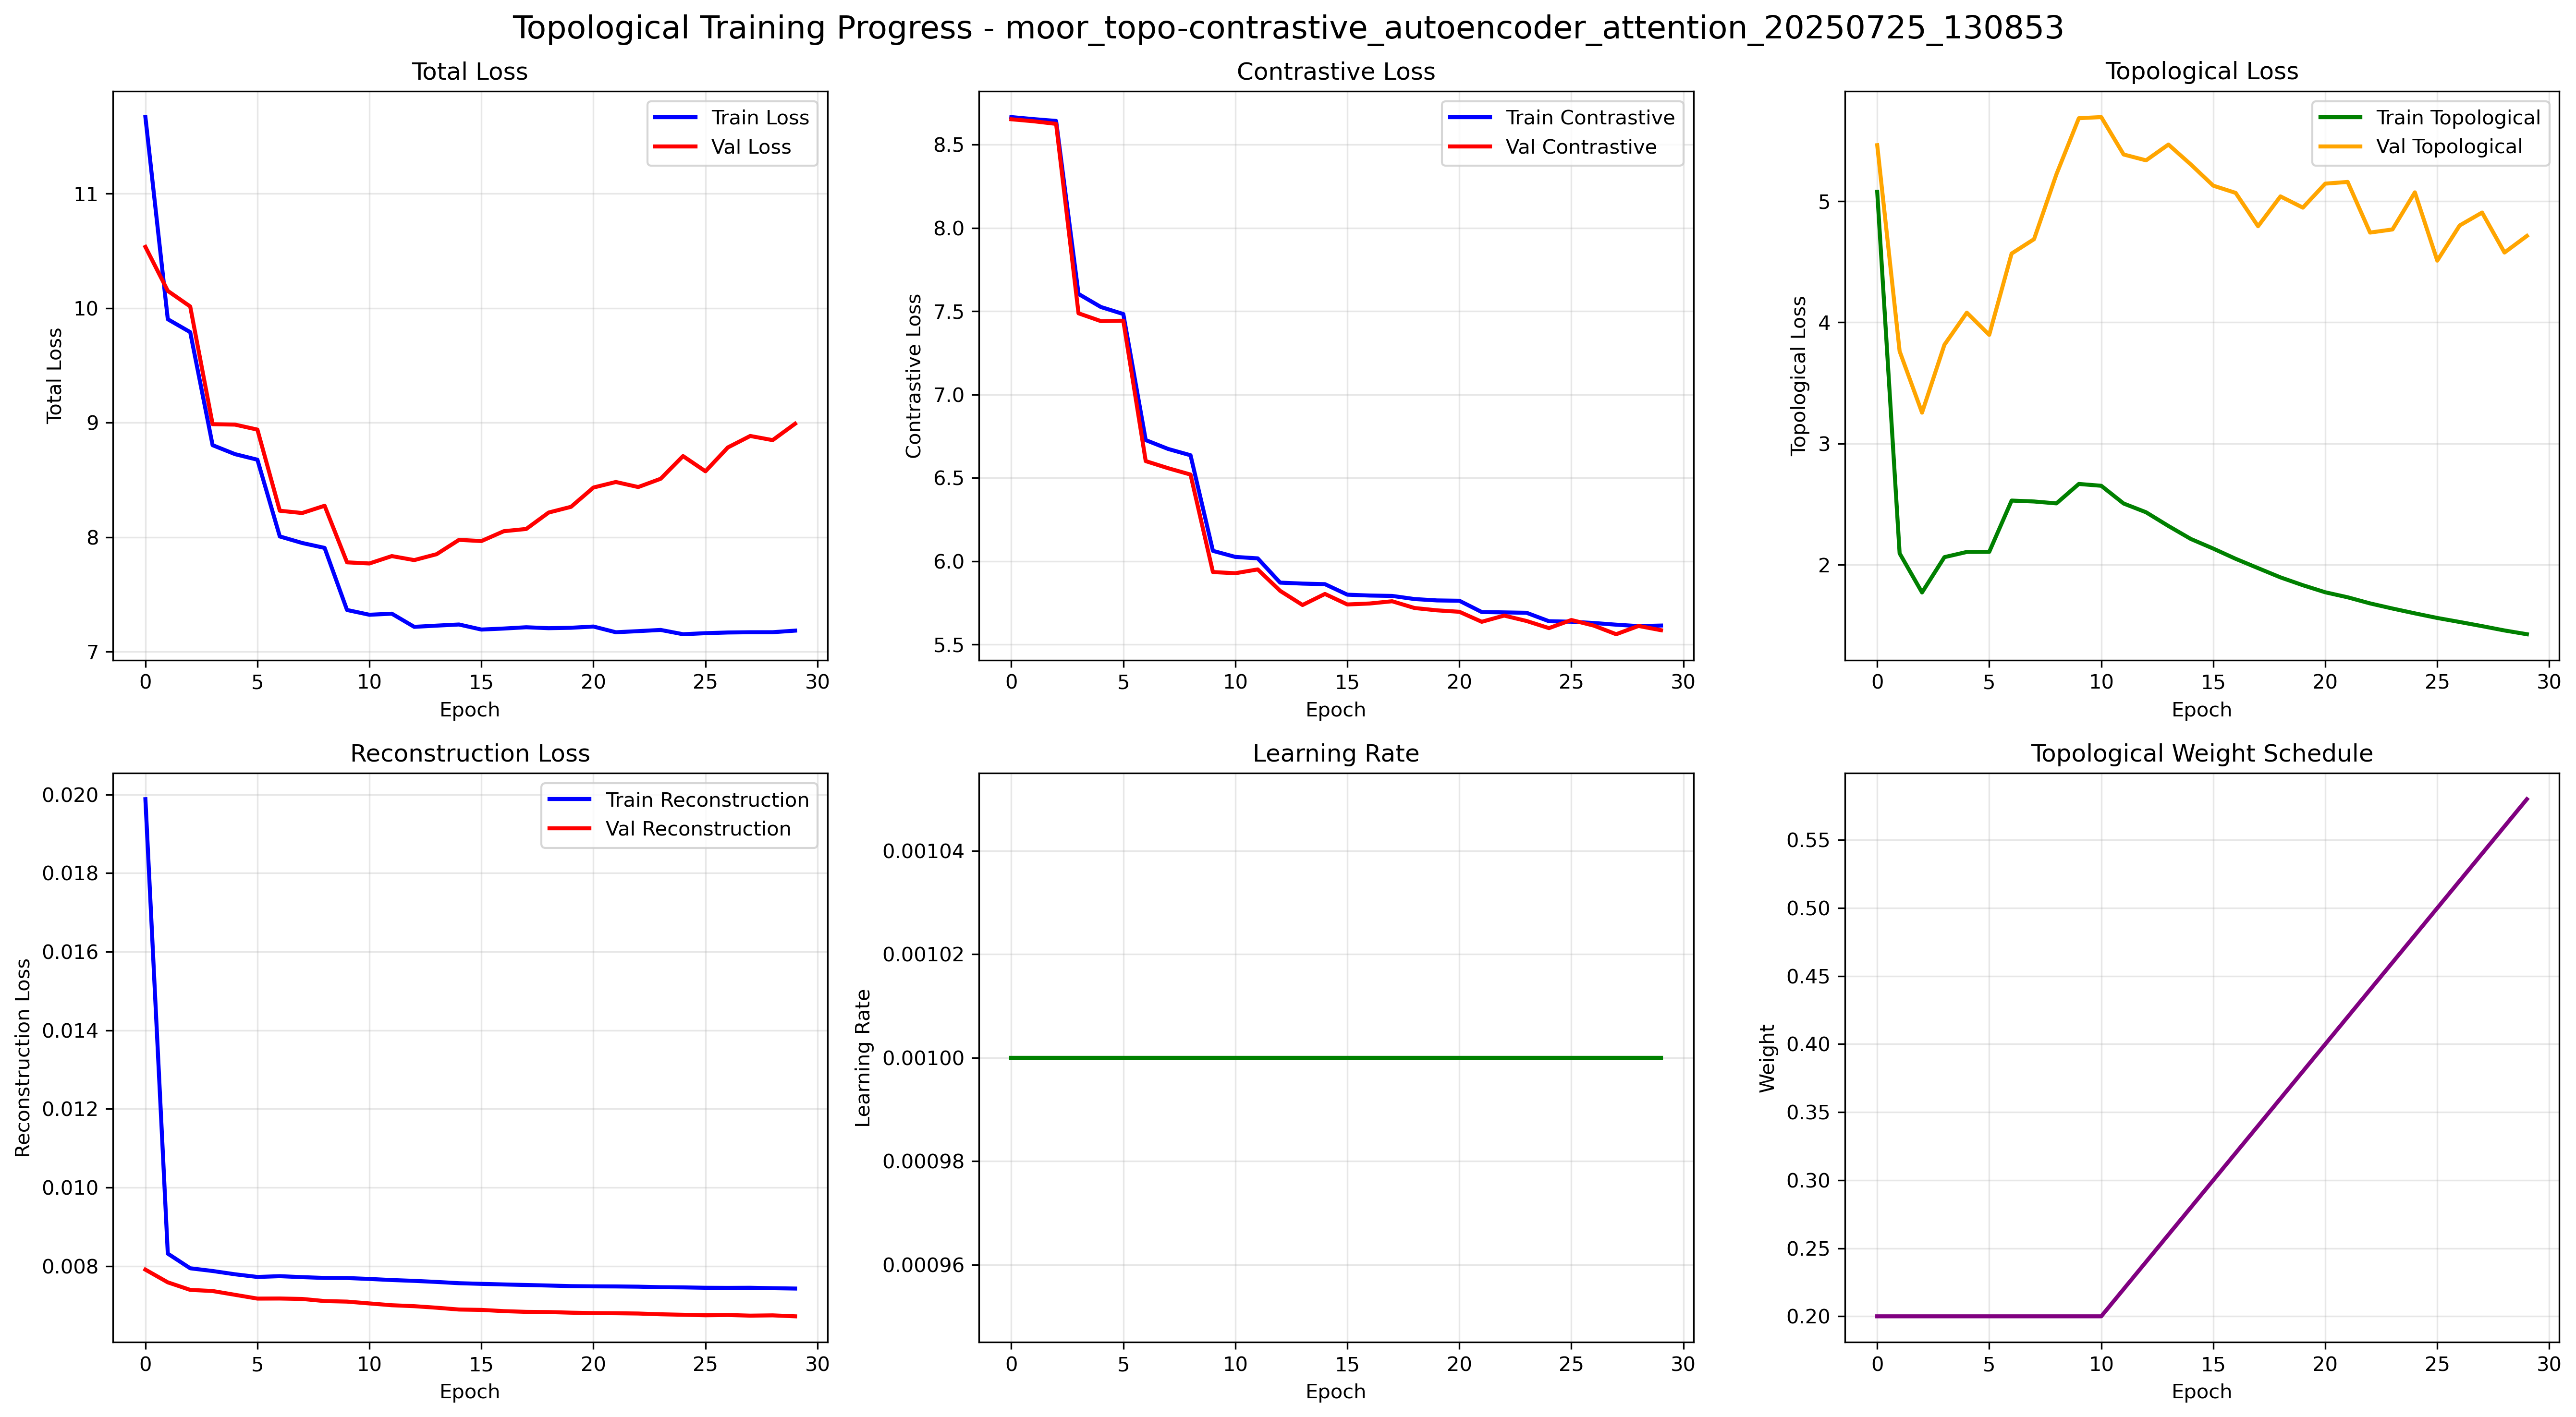 Topological Training Progress - moor_topo-contrastive_autoencoder_attention_20250725_130853
Total Loss
Train Loss
Val Loss
Total Loss
11
10
9
8
7
0 5 10 15 20 25 30
Epoch
Contrastive Loss
Train Contrastive
Val Contrastive
Contrastive Loss
8.5
8.0
7.5
7.0
6.5
6.0
5.5
0 5 10 15 20 25 30
Epoch
Topological Loss
Train Topological
Val Topological
Topological Loss
5
4
3
2
0 5 10 15 20 25 30
Epoch
Reconstruction Loss
Train Reconstruction
Val Reconstruction
Reconstruction Loss
0.020
0.018
0.016
0.014
0.012
0.010
0.008
0 5 10 15 20 25 30
Epoch
Learning Rate
Learning Rate
0.00104
0.00102
0.00100
0.00098
0.00096
0 5 10 15 20 25 30
Epoch
Topological Weight Schedule
Weight
0.55
0.50
0.45
0.40
0.35
0.30
0.25
0.20
0 5 10 15 20 25 30
Epoch